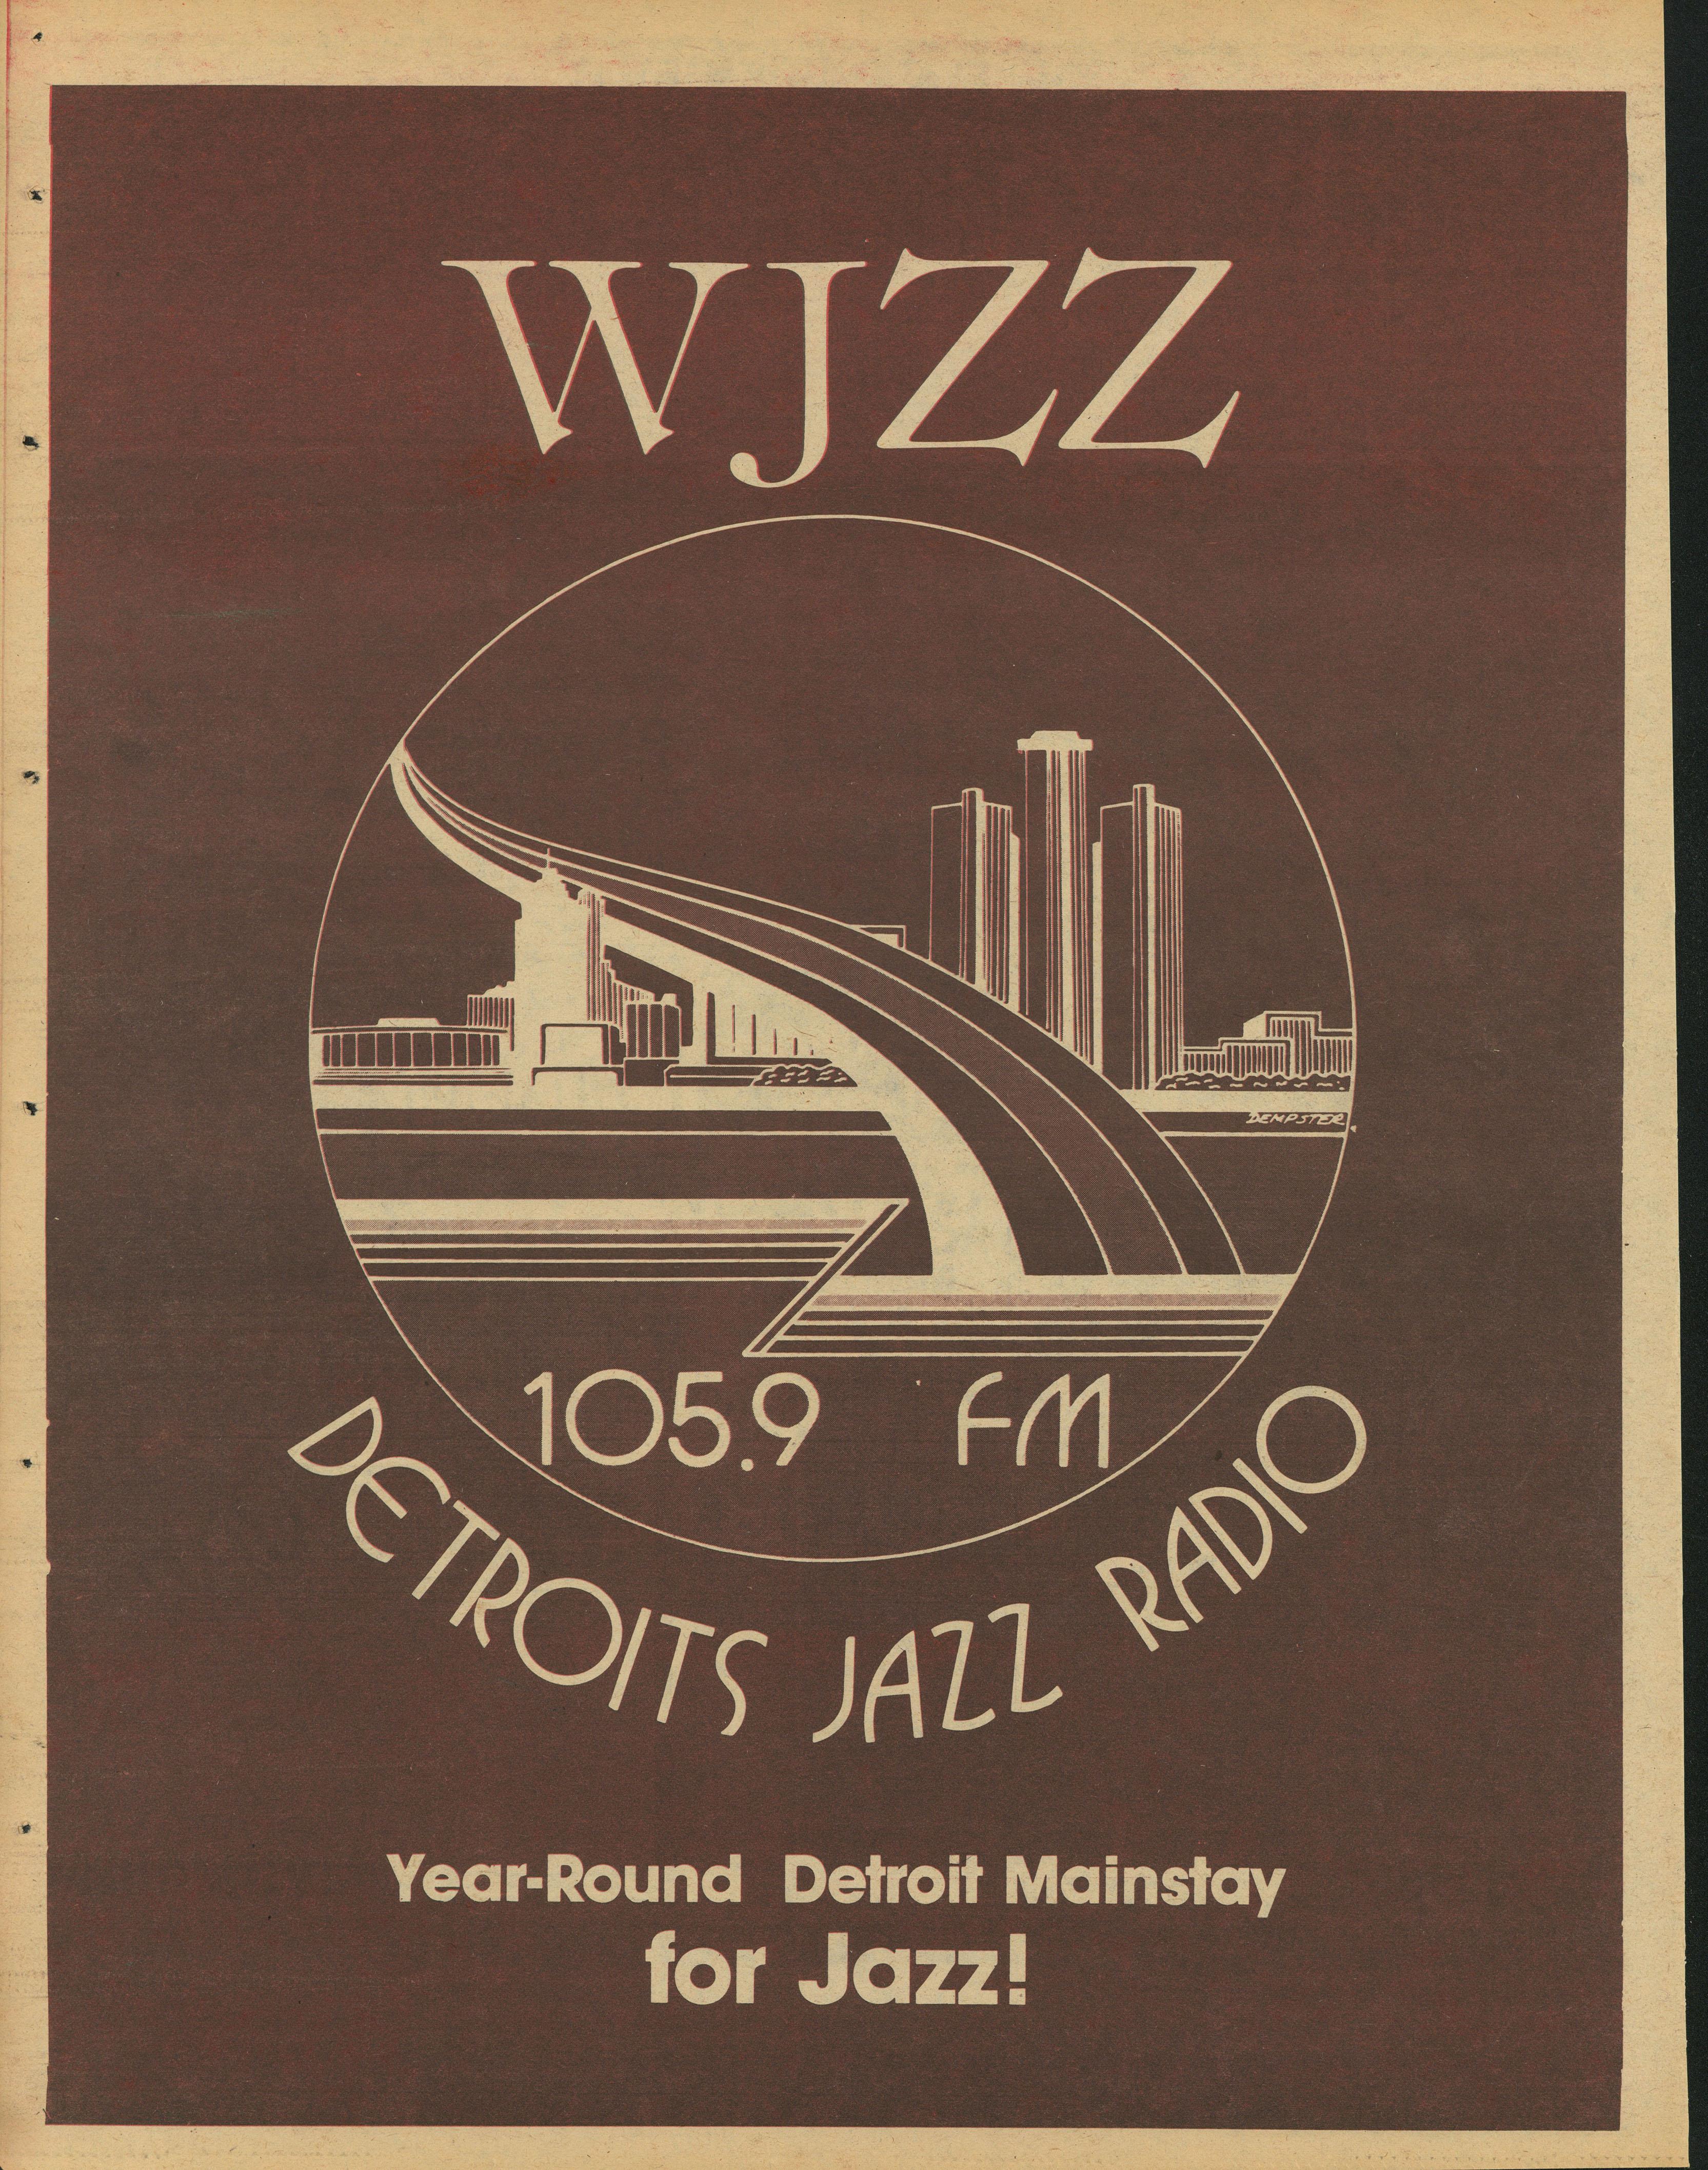 WJZZ
DEMPSTER
105.9 FM
DETROITS JAZZ RADIO
Year-Round Detroit Mainstay
for Jazz!